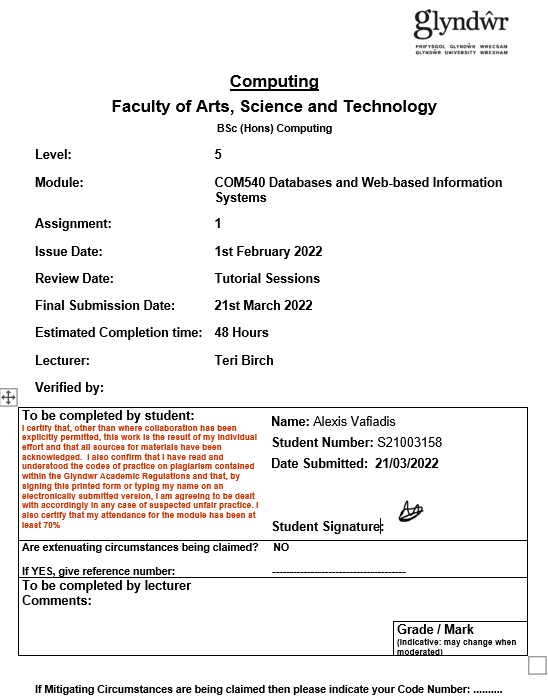 glyndŵr
PRIFYSGOL GLYNDŴR WRECSAM
GLYNDŴR UNIVERSITY WREXHAM
Computing
Faculty of Arts, Science and Technology
BSc (Hons) Computing
Level: 5
Module: COM540 Databases and Web-based Information
Systems
Assignment: 1
Issue Date: 1st February 2022
Review Date: Tutorial Sessions
Final Submission Date: 21st March 2022
Estimated Completion time: 48 Hours
Lecturer: Teri Birch
Verified by:
To be completed by student:
I certify that, other than where collaboration has been
explicitly permitted, this work is the result of my individual
effort and that all sources for materials have been
acknowledged. I also confirm that I have read and
understood the codes of practice on plagiarism contained
within the Glyndwr Academic Regulations and that, by
signing this printed form or typing my name on an
electronically submitted version, I am agreeing to be dealt
with accordingly in any case of suspected unfair practice. I
also certify that my attendance for the module has been at
least 70%
Name: Alexis Vafiadis
Student Number: S21003158
Date Submitted: 21/03/2022
Student Signature:
Are extenuating circumstances being claimed? NO
If YES, give reference number: --------------------------------------
To be completed by lecturer
Comments:
Grade / Mark
(Indicative: may change when
moderated)
If Mitigating Circumstances are being claimed then please indicate your Code Number: ..........